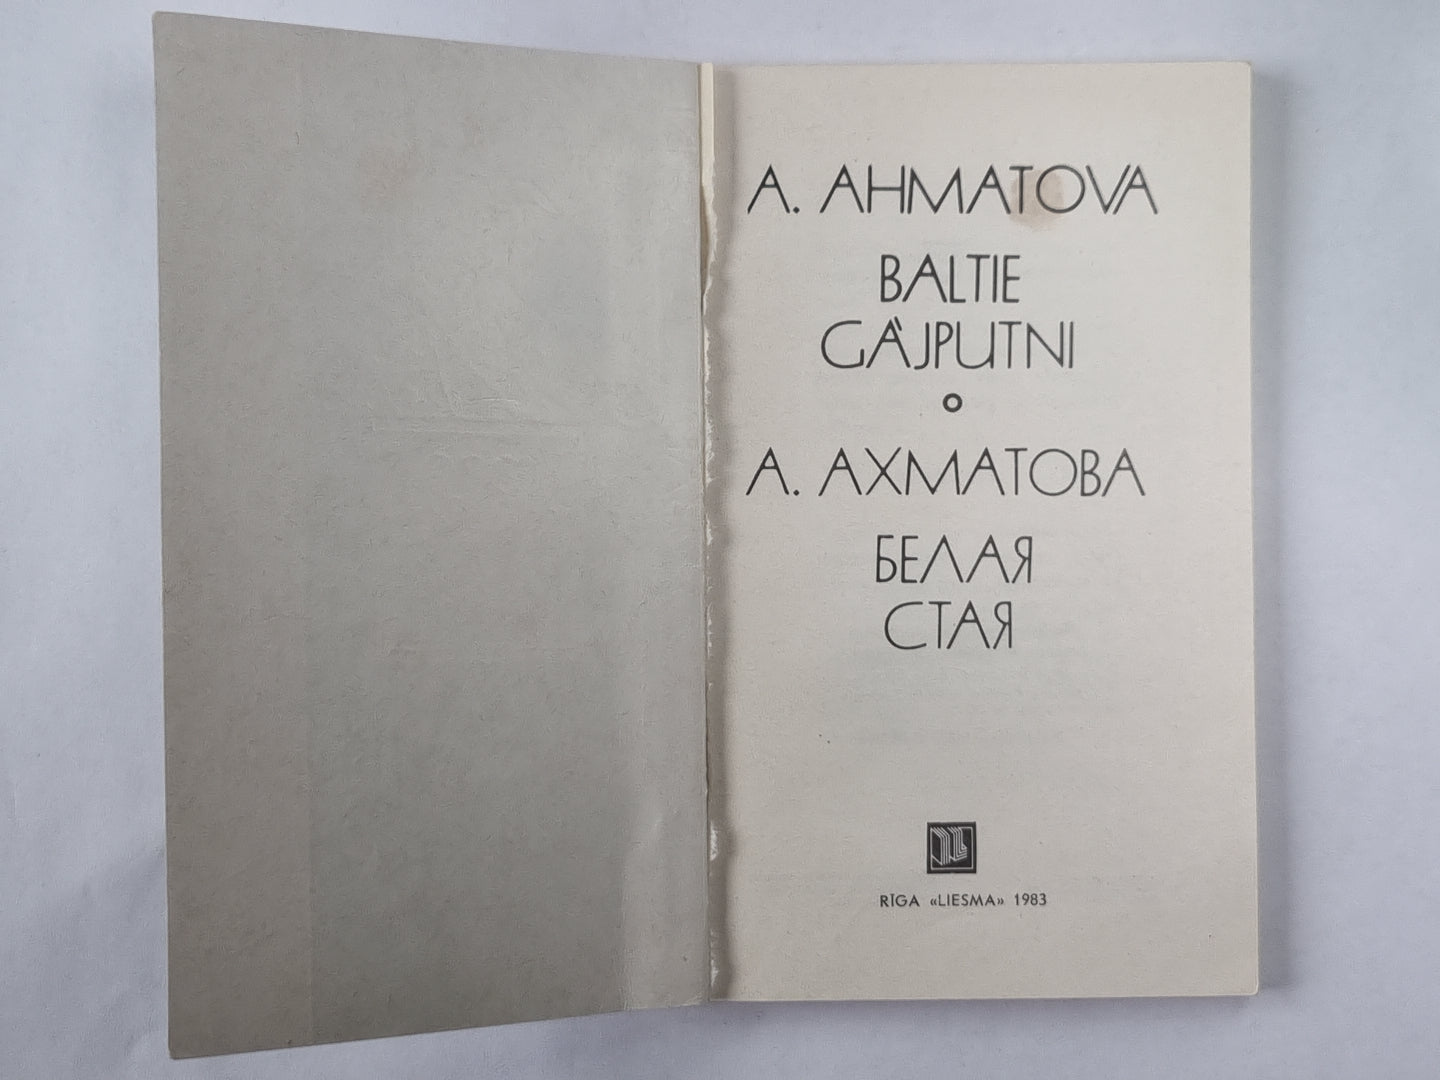 A. AHMATOVA
BALTIE
GĀJPUTNI
А. АХМАТОВА
БЕЛАЯ
СТАЯ
RĪGA «LIESMA» 1983